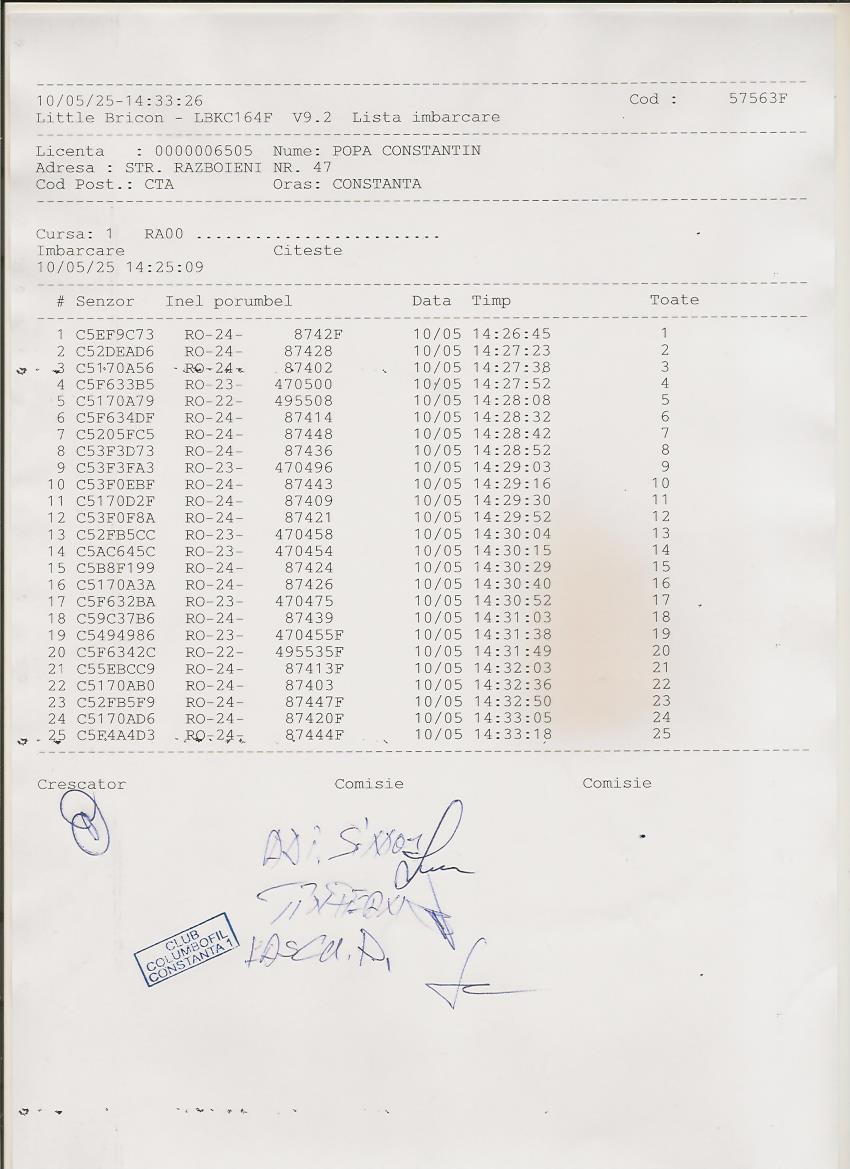 10/05/25-14:33:26 Cod : 57563F
Little Bricon - LBKC164F V9.2 Lista imbarcare
Licenta : 0000006505 Nume: POPA CONSTANTIN
Adresa : STR. RAZBOIENI NR. 47
Cod Post.: CTA Oras: CONSTANTA
Cursa: 1 RA00 .........................
Imbarcare Citeste
10/05/25 14:25:09
# Senzor Inel porumbel Data Timp Toate
1 C5EF9C73 RO-24- 8742F 10/05 14:26:45 1
2 C52DEAD6 RO-24- 87428 10/05 14:27:23 2
3 C5170A56 RO-24- 87402 10/05 14:27:38 3
4 C5F633B5 RO-23- 470500 10/05 14:27:52 4
5 C5170A79 RO-22- 495508 10/05 14:28:08 5
6 C5F634DF RO-24- 87414 10/05 14:28:32 6
7 C5205FC5 RO-24- 87448 10/05 14:28:42 7
8 C53F3D73 RO-24- 87436 10/05 14:28:52 8
9 C53F3FA3 RO-23- 470496 10/05 14:29:03 9
10 C53F0EBF RO-24- 87443 10/05 14:29:16 10
11 C5170D2F RO-24- 87409 10/05 14:29:30 11
12 C53F0F8A RO-24- 87421 10/05 14:29:52 12
13 C52FB5CC RO-23- 470458 10/05 14:30:04 13
14 C5AC645C RO-23- 470454 10/05 14:30:15 14
15 C5B8F199 RO-24- 87424 10/05 14:30:29 15
16 C5170A3A RO-24- 87426 10/05 14:30:40 16
17 C5F632BA RO-23- 470475 10/05 14:30:52 17
18 C59C37B6 RO-24- 87439 10/05 14:31:03 18
19 C5494986 RO-23- 470455F 10/05 14:31:38 19
20 C5F6342C RO-22- 495535F 10/05 14:31:49 20
21 C55EBCC9 RO-24- 87413F 10/05 14:32:03 21
22 C5170AB0 RO-24- 87403 10/05 14:32:36 22
23 C52FB5F9 RO-24- 87447F 10/05 14:32:50 23
24 C5170AD6 RO-24- 87420F 10/05 14:33:05 24
25 C5E4A4D3 RO-24- 87444F 10/05 14:33:18 25
Crescator Comisie Comisie
CLUB
COLUMBOFIL
CONSTANTA 1